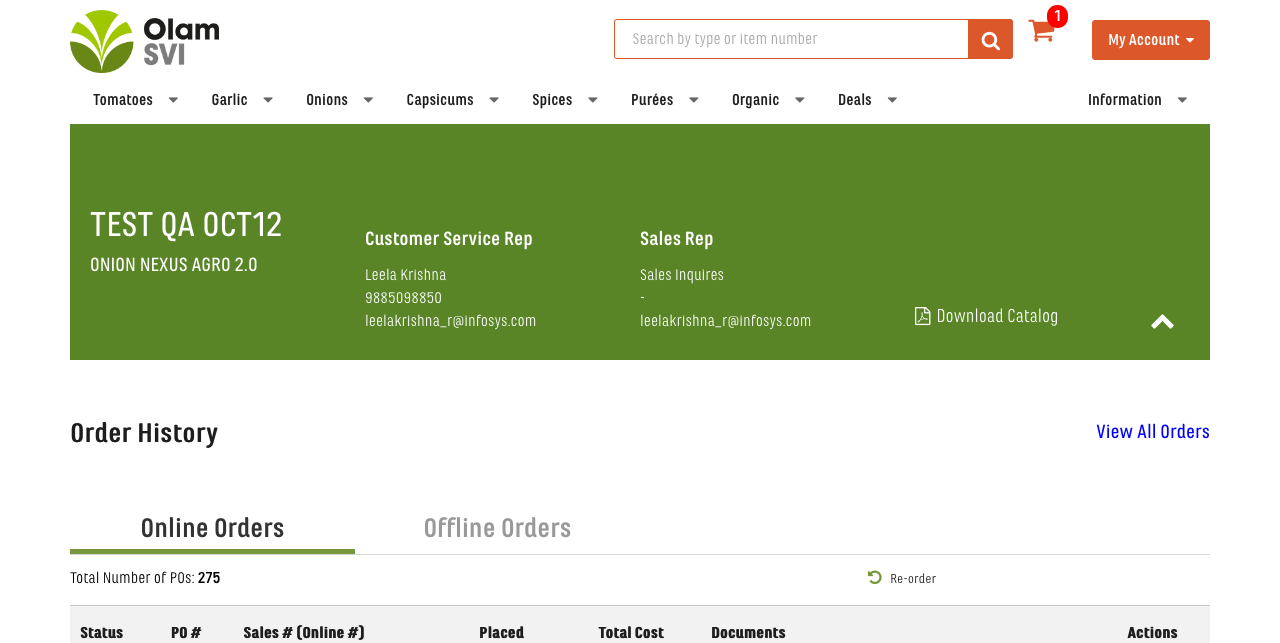 Olam
SVI
Search by type or item number
1
My Account
Tomatoes Garlic Onions Capsicums Spices Purées Organic Deals Information
TEST QA OCT12
ONION NEXUS AGRO 2.0
Customer Service Rep
Leela Krishna
9885098850
leelakrishna_r@infosys.com
Sales Rep
Sales Inquires
-
leelakrishna_r@infosys.com
Download Catalog
Order History
View All Orders
Online Orders Offline Orders
Total Number of POs: 275
Re-order
Status PO # Sales # (Online #) Placed Total Cost Documents Actions